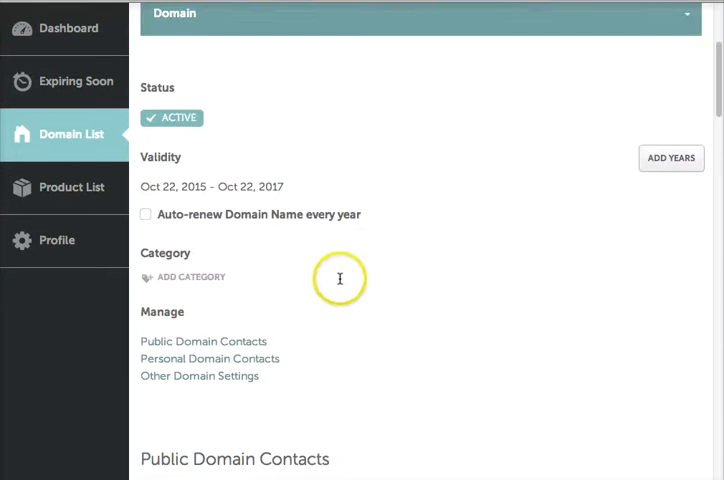 Dashboard
Expiring Soon
Domain List
Product List
Profile
Domain
Status
ACTIVE
Validity
ADD YEARS
Oct 22, 2015 - Oct 22, 2017
Auto-renew Domain Name every year
Category
ADD CATEGORY
Manage
Public Domain Contacts
Personal Domain Contacts
Other Domain Settings
Public Domain Contacts